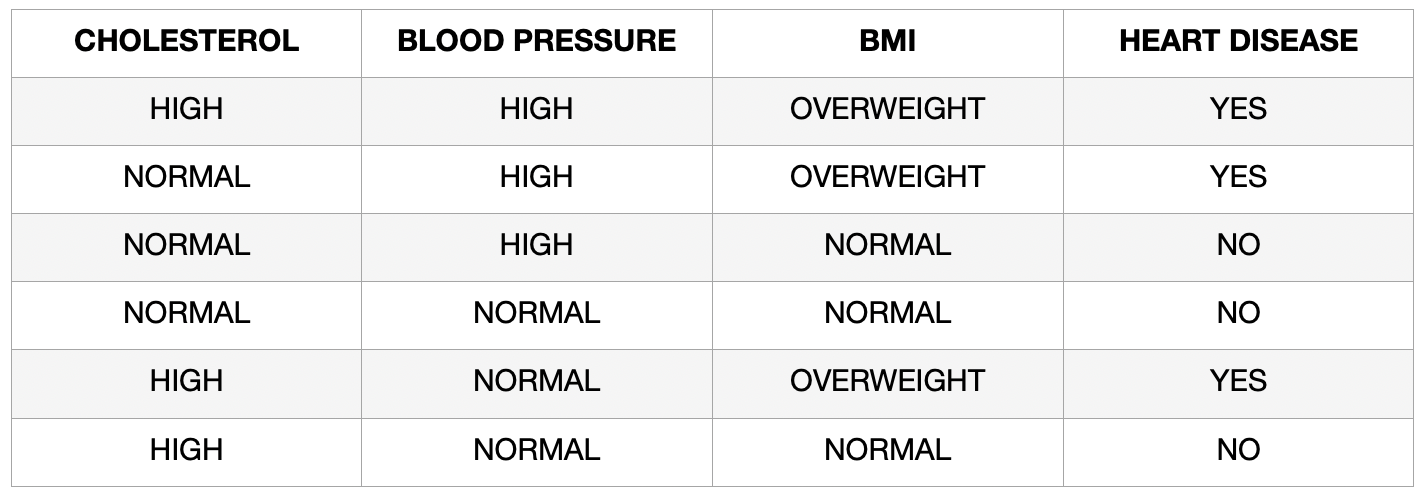 CHOLESTEROL BLOOD PRESSURE BMI HEART DISEASE
HIGH HIGH OVERWEIGHT YES
NORMAL HIGH OVERWEIGHT YES
NORMAL HIGH NORMAL NO
NORMAL NORMAL NORMAL NO
HIGH NORMAL OVERWEIGHT YES
HIGH NORMAL NORMAL NO